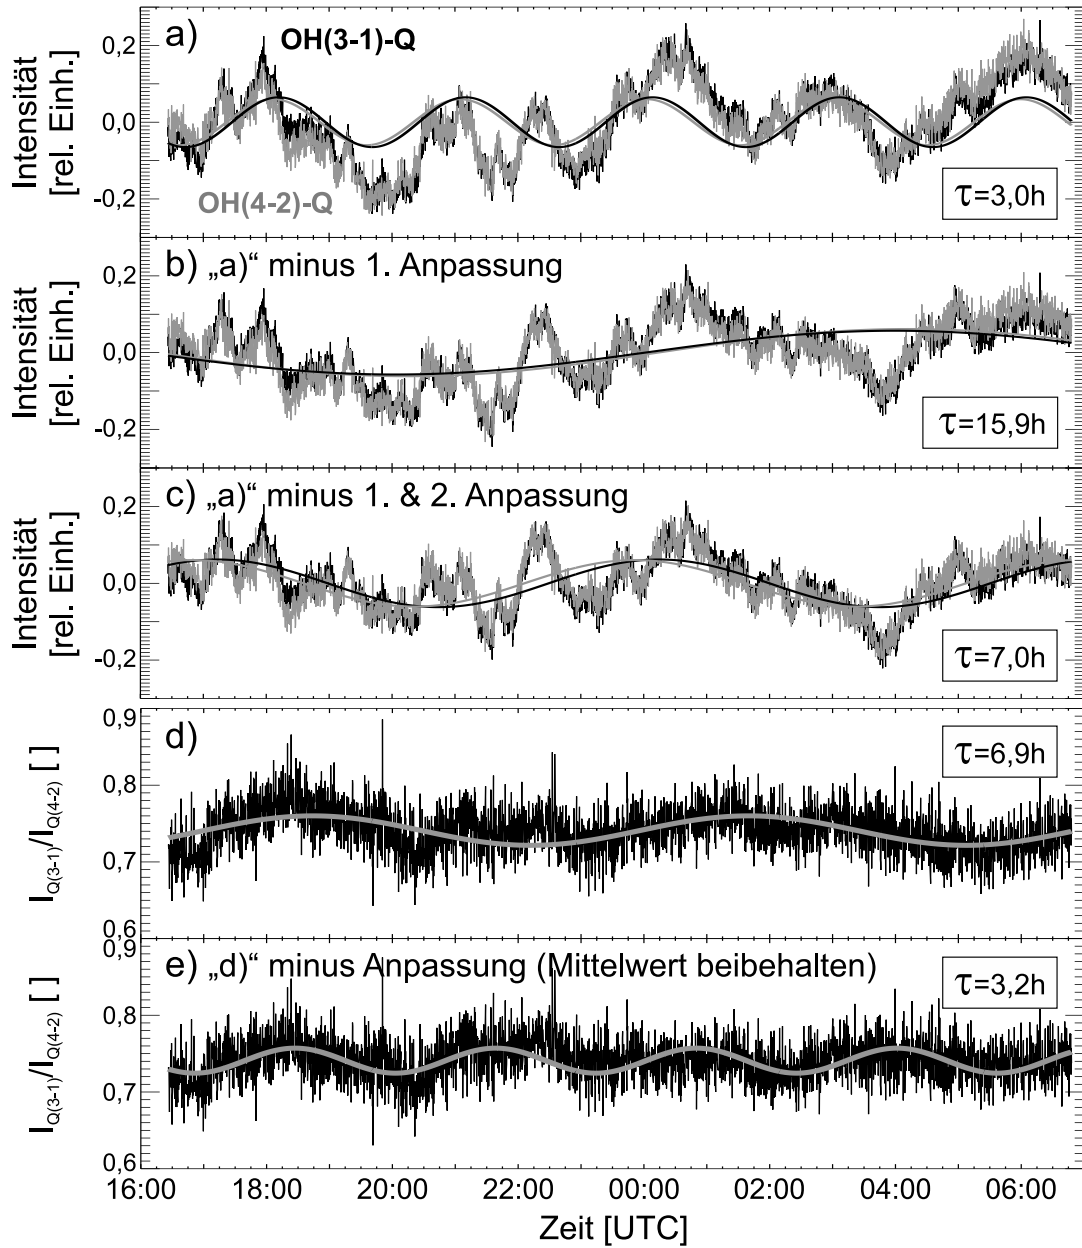 a)
OH(3-1)-Q
OH(4-2)-Q
τ=3,0h
Intensität
[rel. Einh.]
0,2
0,0
-0,2
b) „a)“ minus 1. Anpassung
τ=15,9h
Intensität
[rel. Einh.]
0,2
0,0
-0,2
c) „a)“ minus 1. & 2. Anpassung
τ=7,0h
Intensität
[rel. Einh.]
0,2
0,0
-0,2
d)
τ=6,9h
I Q(3-1)/I Q(4-2) [ ]
0,9
0,8
0,7
0,6
e) „d)“ minus Anpassung (Mittelwert beibehalten)
τ=3,2h
I Q(3-1)/I Q(4-2) [ ]
0,9
0,8
0,7
0,6
16:00 18:00 20:00 22:00 00:00 02:00 04:00 06:00
Zeit [UTC]